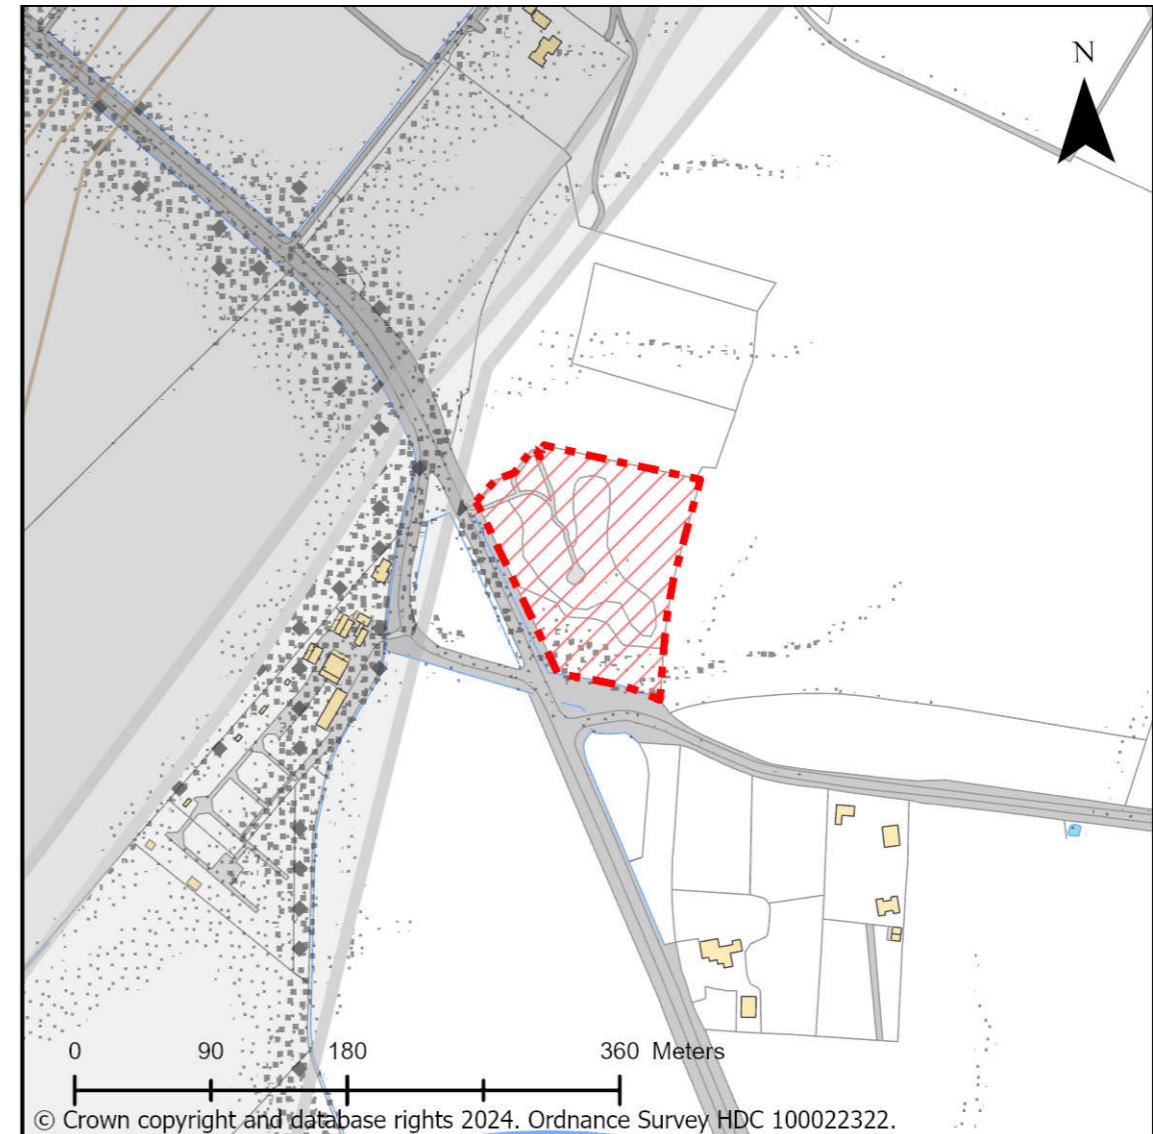 N
0 90 180 360 Meters
© Crown copyright and database rights 2024. Ordnance Survey HDC 100022322.